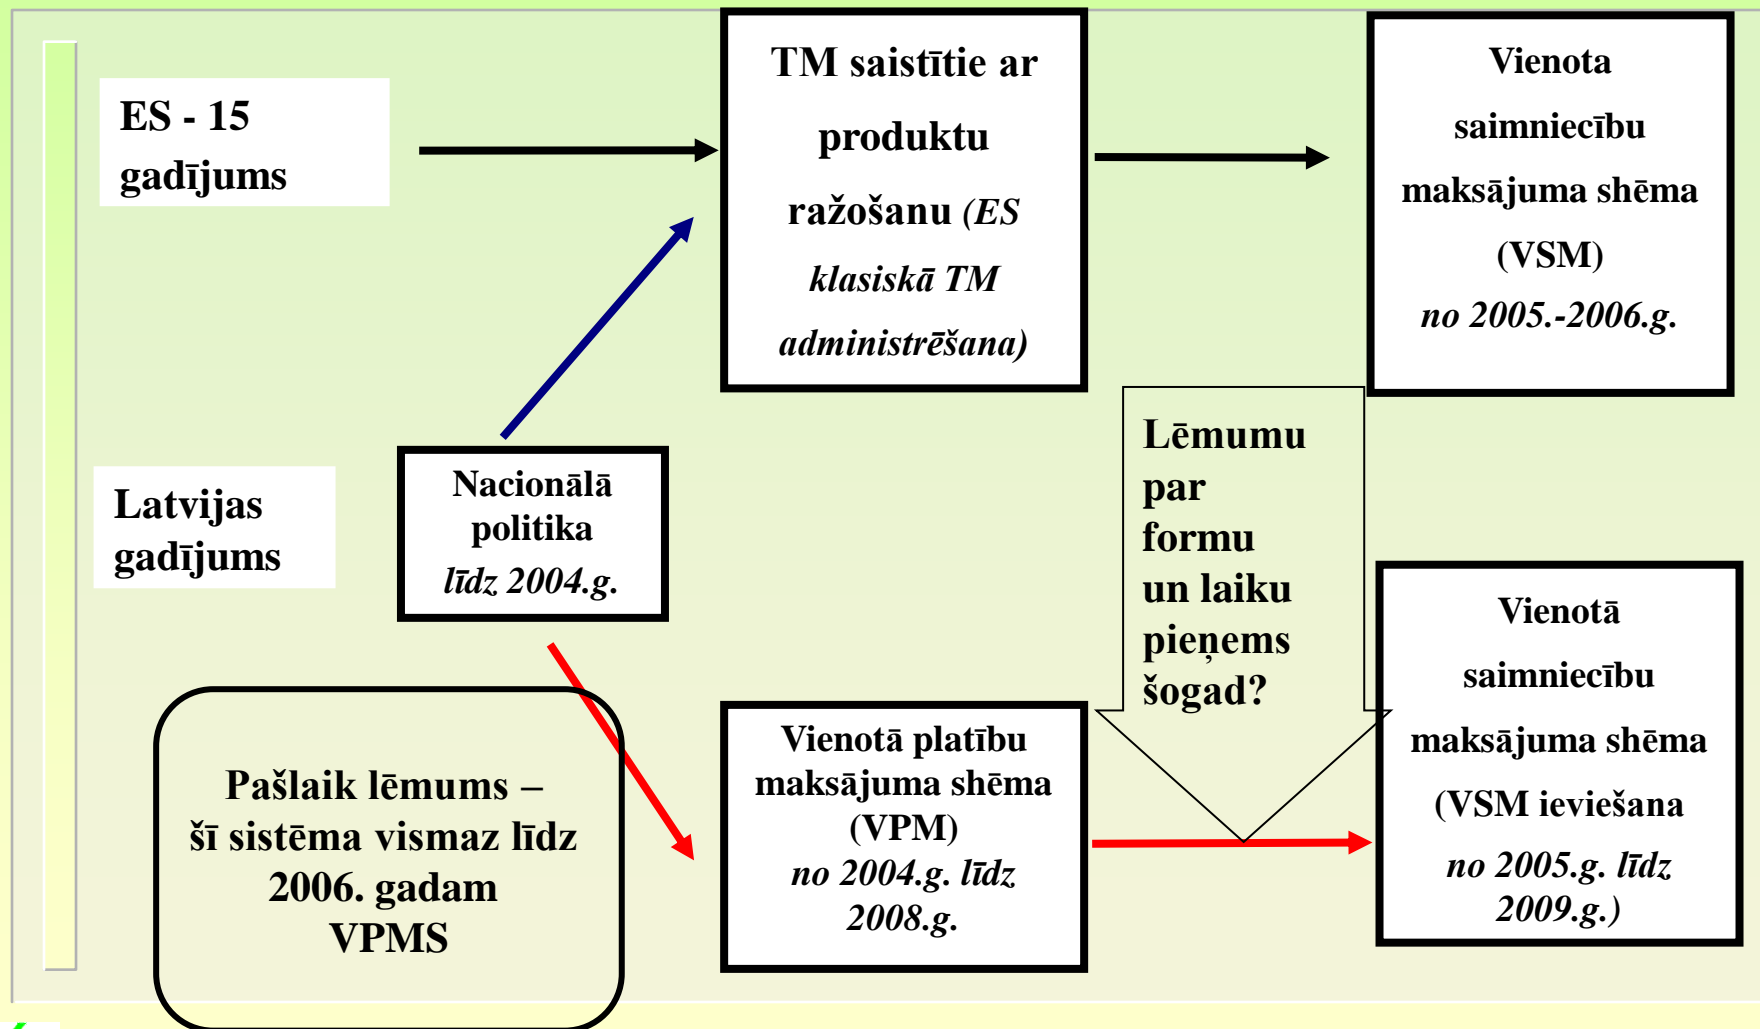 ES - 15
gadījums
TM saistītie ar
produktu
ražošanu (ES
klasiskā TM
administrēšana)
Vienota
saimniecību
maksājuma shēma
(VSM)
no 2005.-2006.g.
Latvijas
gadījums
Nacionālā
politika
līdz 2004.g.
Lēmumu
par
formu
un laiku
pieņems
šogad?
Pašlaik lēmums –
šī sistēma vismaz līdz
2006. gadam
VPMS
Vienotā platību
maksājuma shēma
(VPM)
no 2004.g. līdz
2008.g.
Vienotā
saimniecību
maksājuma shēma
(VSM ieviešana
no 2005.g. līdz
2009.g.)